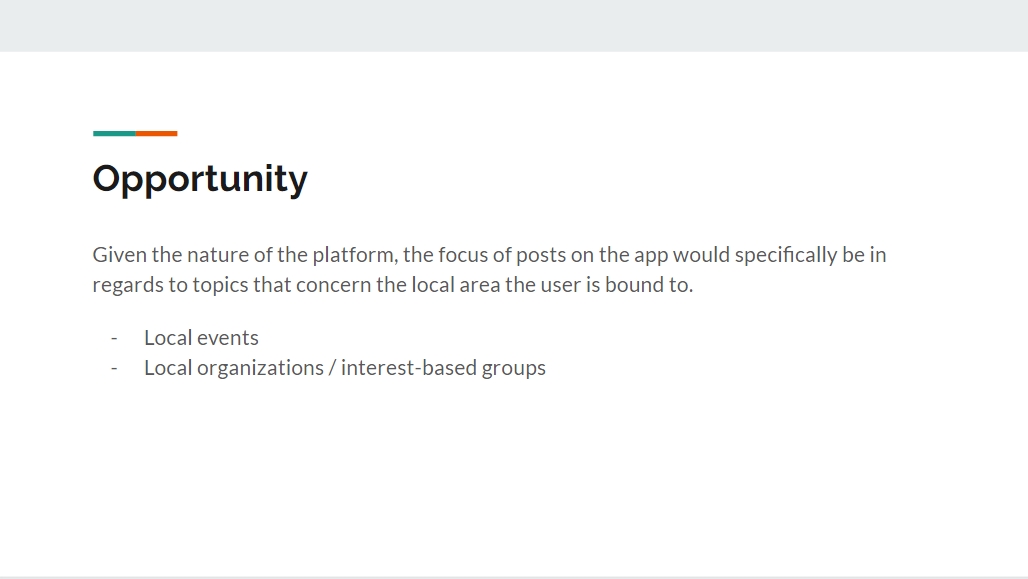 Opportunity
Given the nature of the platform, the focus of posts on the app would specifically be in
regards to topics that concern the local area the user is bound to.
- Local events
- Local organizations / interest-based groups